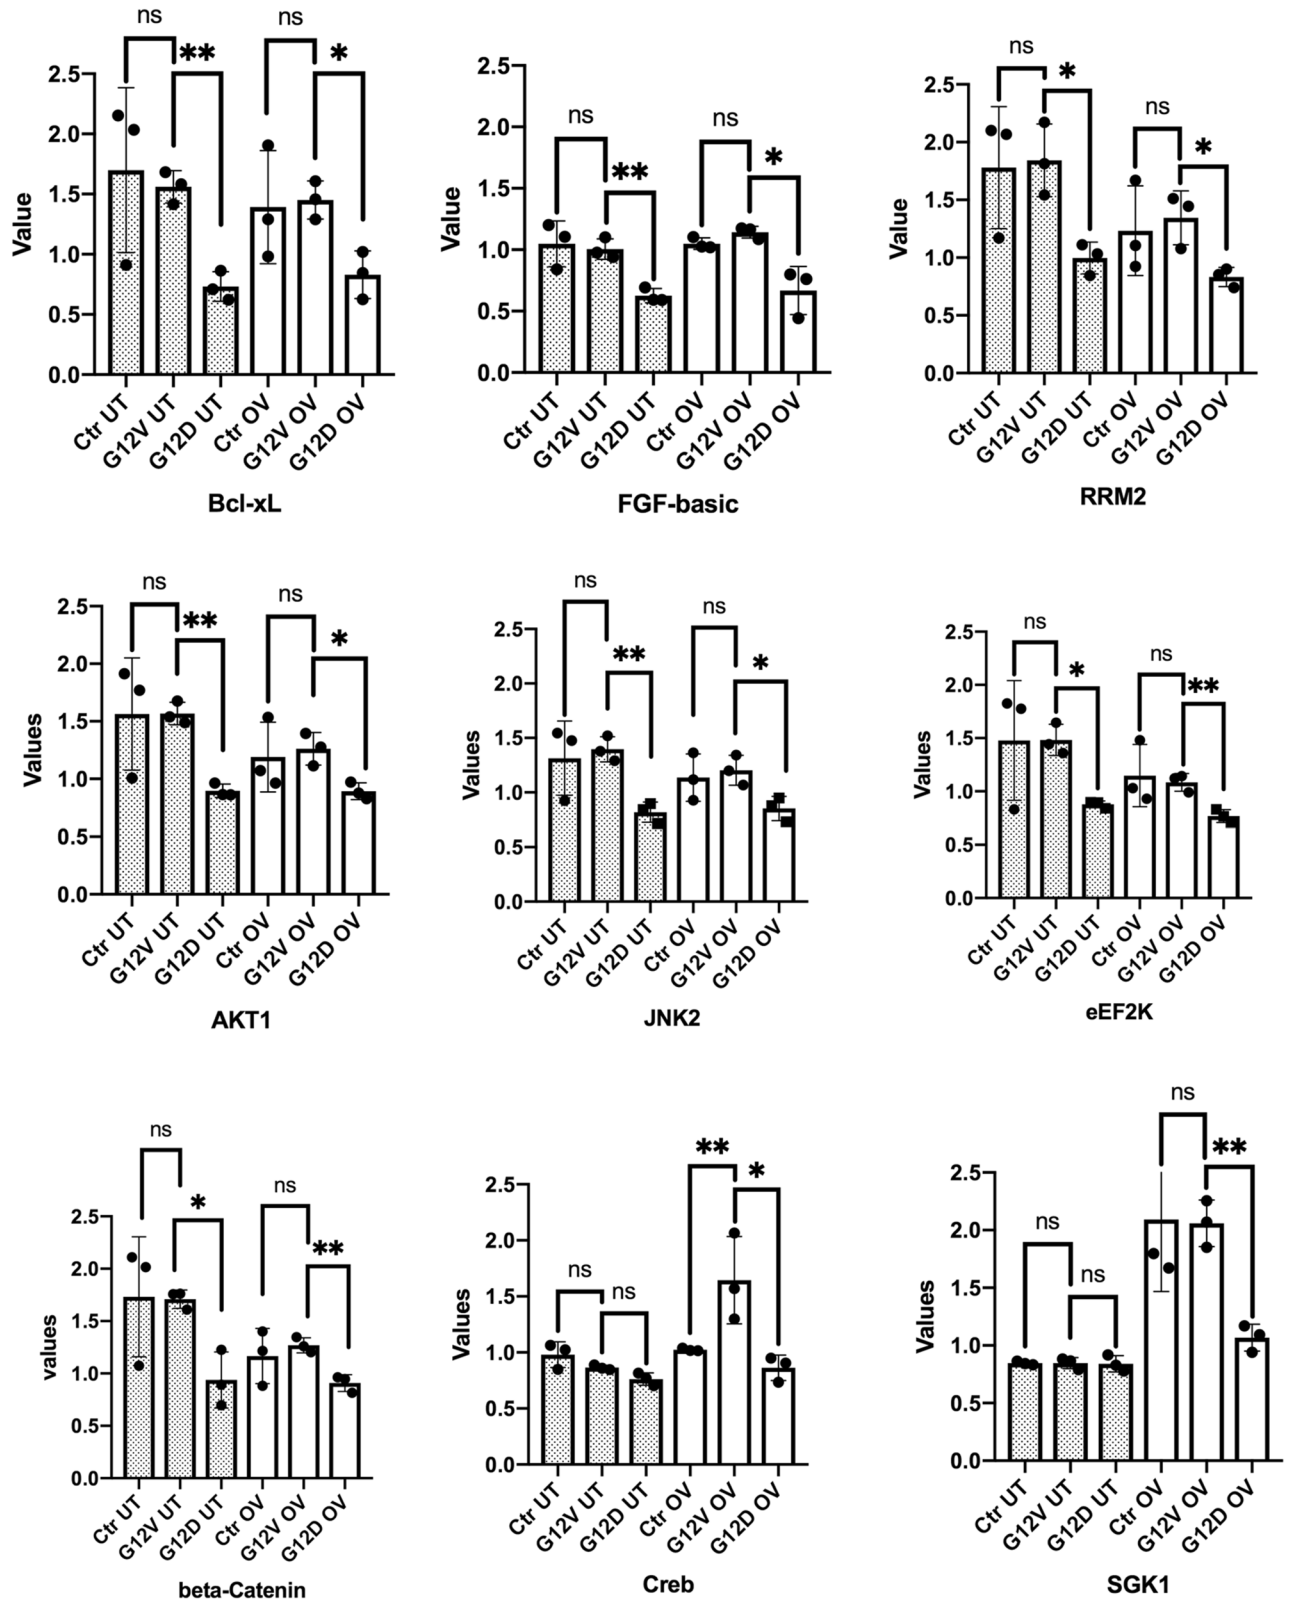 ns
**
ns
*
2.5
2.0
1.5
1.0
0.5
0.0
Value
Ctr UT
G12V UT
G12D UT
Ctr OV
G12V OV
G12D OV
Bcl-xL
ns
**
ns
*
2.5
2.0
1.5
1.0
0.5
0.0
Value
Ctr UT
G12V UT
G12D UT
Ctr OV
G12V OV
G12D OV
FGF-basic
ns
*
ns
*
2.5
2.0
1.5
1.0
0.5
0.0
Value
Ctr UT
G12V UT
G12D UT
Ctr OV
G12V OV
G12D OV
RRM2
ns
**
ns
*
2.5
2.0
1.5
1.0
0.5
0.0
Values
Ctr UT
G12V UT
G12D UT
Ctr OV
G12V OV
G12D OV
AKT1
ns
**
ns
*
2.5
2.0
1.5
1.0
0.5
0.0
Values
Ctr UT
G12V UT
G12D UT
Ctr OV
G12V OV
G12D OV
JNK2
ns
*
ns
**
2.5
2.0
1.5
1.0
0.5
0.0
Values
Ctr UT
G12V UT
G12D UT
Ctr OV
G12V OV
G12D OV
eEF2K
ns
*
ns
**
2.5
2.0
1.5
1.0
0.5
0.0
values
Ctr UT
G12V UT
G12D UT
Ctr OV
G12V OV
G12D OV
beta-Catenin
ns
ns
**
*
2.5
2.0
1.5
1.0
0.5
0.0
Values
Ctr UT
G12V UT
G12D UT
Ctr OV
G12V OV
G12D OV
Creb
ns
ns
ns
**
2.5
2.0
1.5
1.0
0.5
0.0
Values
Ctr UT
G12V UT
G12D UT
Ctr OV
G12V OV
G12D OV
SGK1